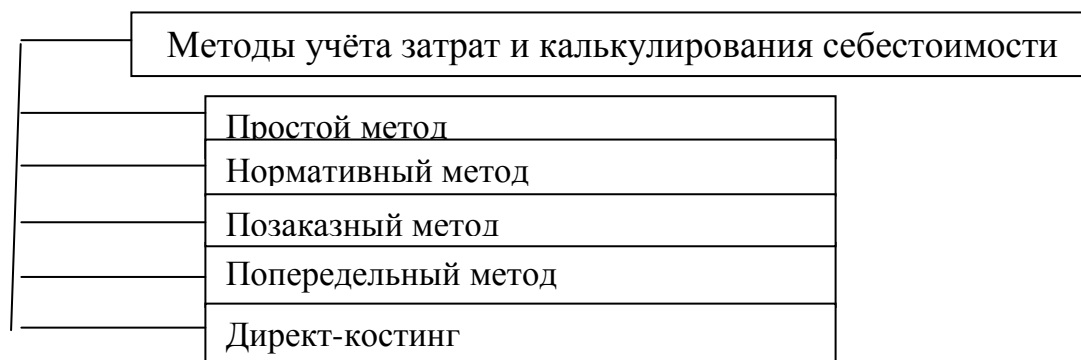 Методы учёта затрат и калькулирования себестоимости
Простой метод
Нормативный метод
Позаказный метод
Попередельный метод
Директ-костинг